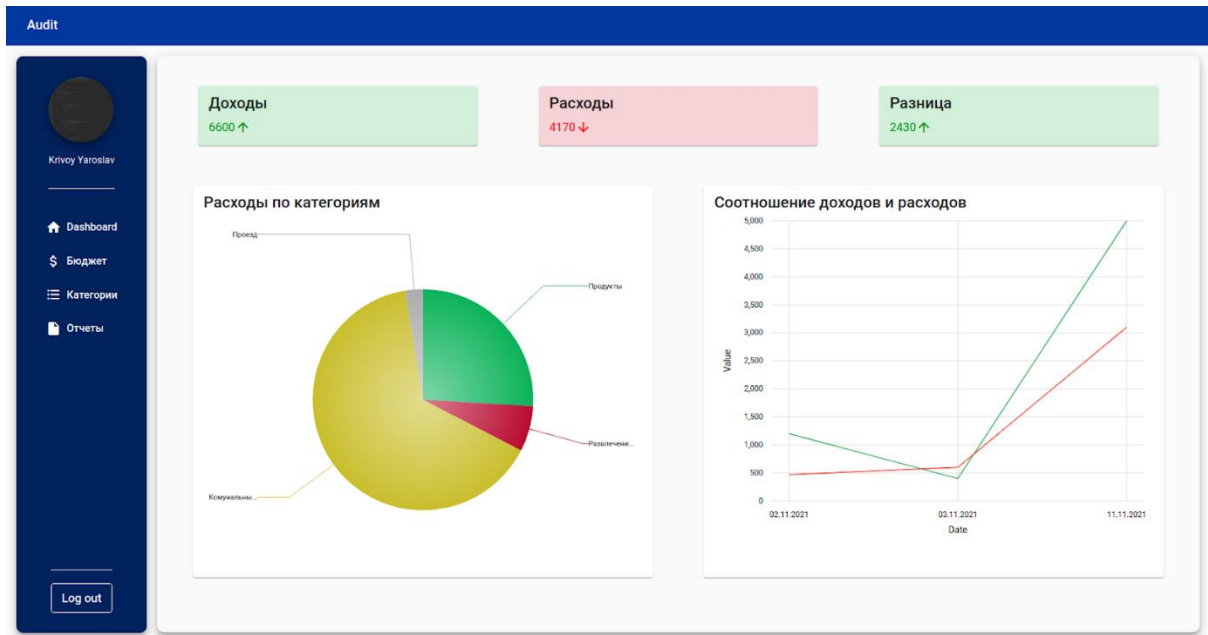 Audit
Krivoy Yaroslav
Dashboard
Бюджет
Категории
Отчеты
Log out
Доходы
6600
Расходы
4170
Разница
2430
Расходы по категориям
Проезд
Продукты
Развлечени...
Комунальны...
Соотношение доходов и расходов
5,000
4,500
4,000
3,500
3,000
2,500
2,000
1,500
1,000
500
0
Value
02.11.2021
03.11.2021
11.11.2021
Date